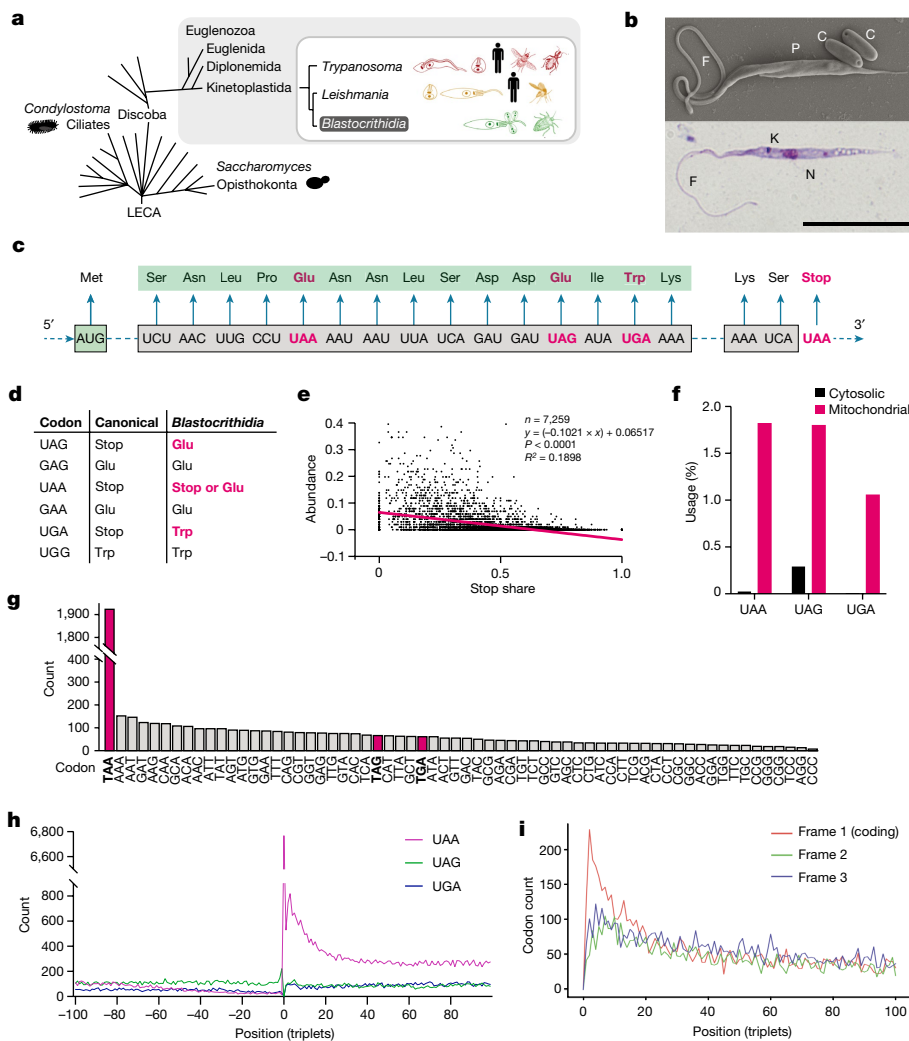 a
Euglenozoa
Euglenida
Diplonemida
Kinetoplastida
Trypanosoma
Leishmania
Blastocrithidia
Condylostoma
Ciliates
Discoba
Saccharomyces
Opisthokonta
LECA
b
F
P
C
C
K
F
N
c
Met Ser Asn Leu Pro Glu Asn Asn Leu Ser Asp Asp Glu Ile Trp Lys Lys Ser Stop
5′ 3′
AUG UCU AAC UUG CCU UAA AAU AAU UUA UCA GAU GAU UAG AUA UGA AAA AAA UCA UAA
d
Codon Canonical Blastocrithidia
UAG Stop Glu
GAG Glu Glu
UAA Stop Stop or Glu
GAA Glu Glu
UGA Stop Trp
UGG Trp Trp
e
n = 7,259
y = (−0.1021 × x) + 0.06517
P < 0.0001
R² = 0.1898
Abundance
0.4
0.3
0.2
0.1
0
−0.1
0 0.5 1.0
Stop share
f
Cytosolic
Mitochondrial
Usage (%)
2.0
1.5
1.0
0.5
0
UAA UAG UGA
g
Count
1,900
1,800
400
300
200
100
0
Codon
TAA AAA AAT GAT AAG CAA GCA ACA AAC ATT TAT AGT ATG GTG GAA TTT CAG CGT GGT GAG TTG GTA TCA TAG CAT TTA GCT TGA ATA ACT GTT GAC TAC GCG AGA CGA TGT TCT GCC GTC AGC CTG ATC CCA CTT TCG ACG CTA CCT CGC GGC ACC GGA TGG TTC CCG GGG CGG TCC AGG CCC
h
Count
6,800
6,600
800
600
400
200
0
UAA
UAG
UGA
−100 −80 −60 −40 −20 0 20 40 60 80
Position (triplets)
i
Codon count
200
150
100
50
0
Frame 1 (coding)
Frame 2
Frame 3
0 20 40 60 80 100
Position (triplets)